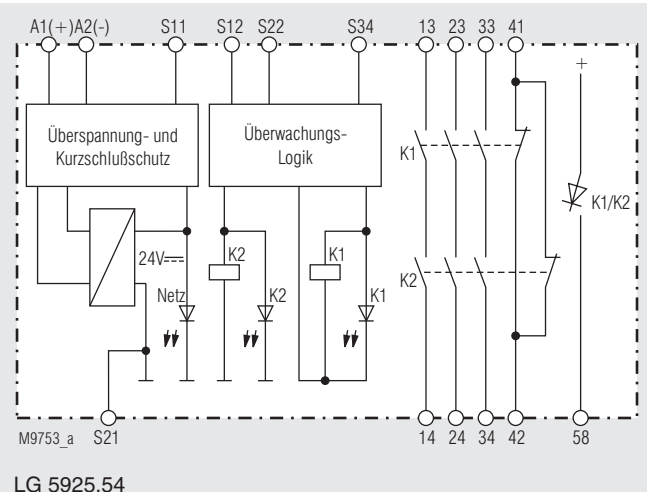 A1(+) A2(-) S11 S12 S22 S34 13 23 33 41
+
Überspannung- und
Kurzschlußschutz
Überwachungs-
Logik
K1
K1/K2
24V
K2
K1
K2
Netz
K2
K1
M9753_a S21 14 24 34 42 58
LG 5925.54